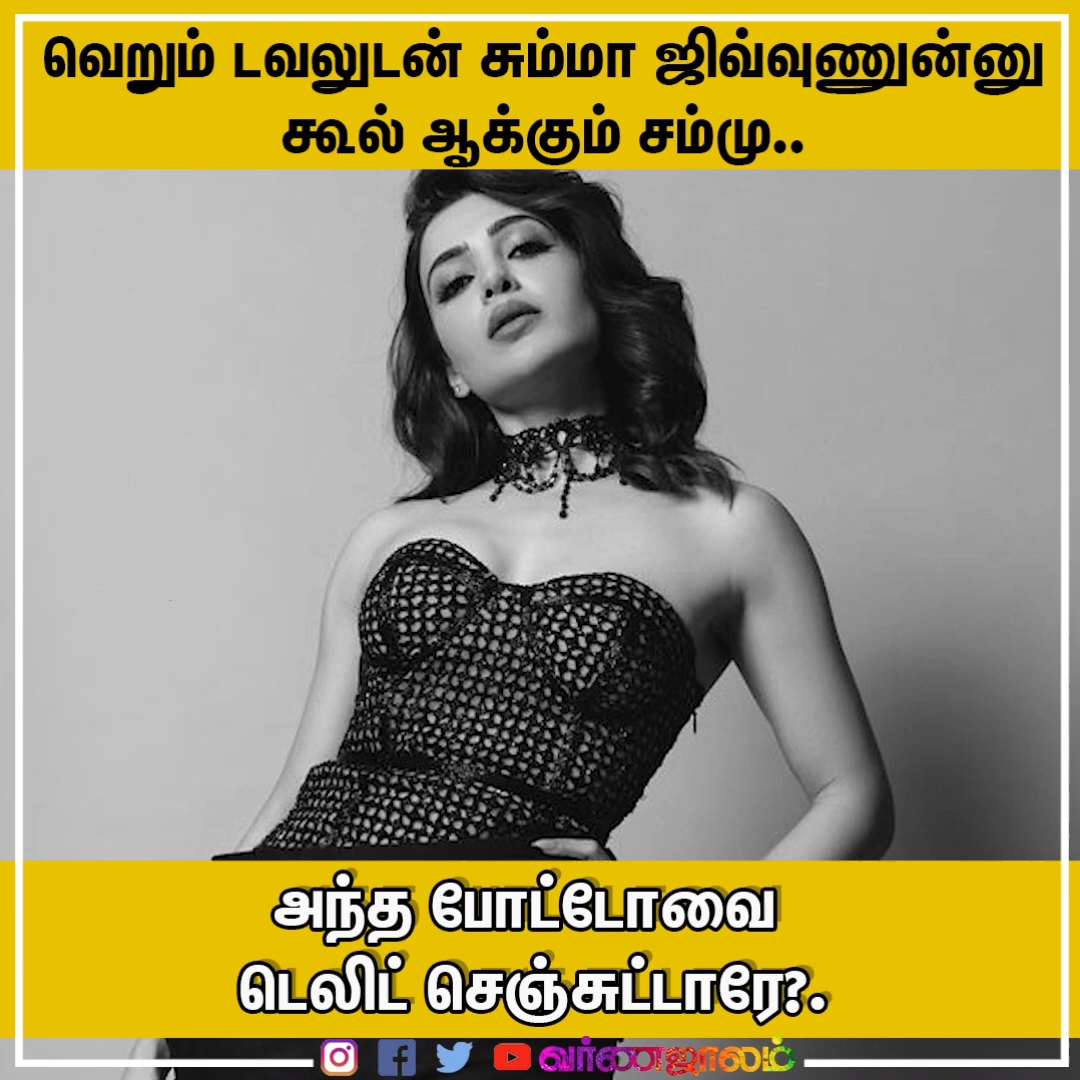 வெறும் டவலுடன் சும்மா ஜிவ்வுணுன்னு
கூல் ஆக்கும் சம்மு..
அந்த போட்டோவை
டெலிட் செஞ்சுட்டாரே?.
வர்ணஜாலம்